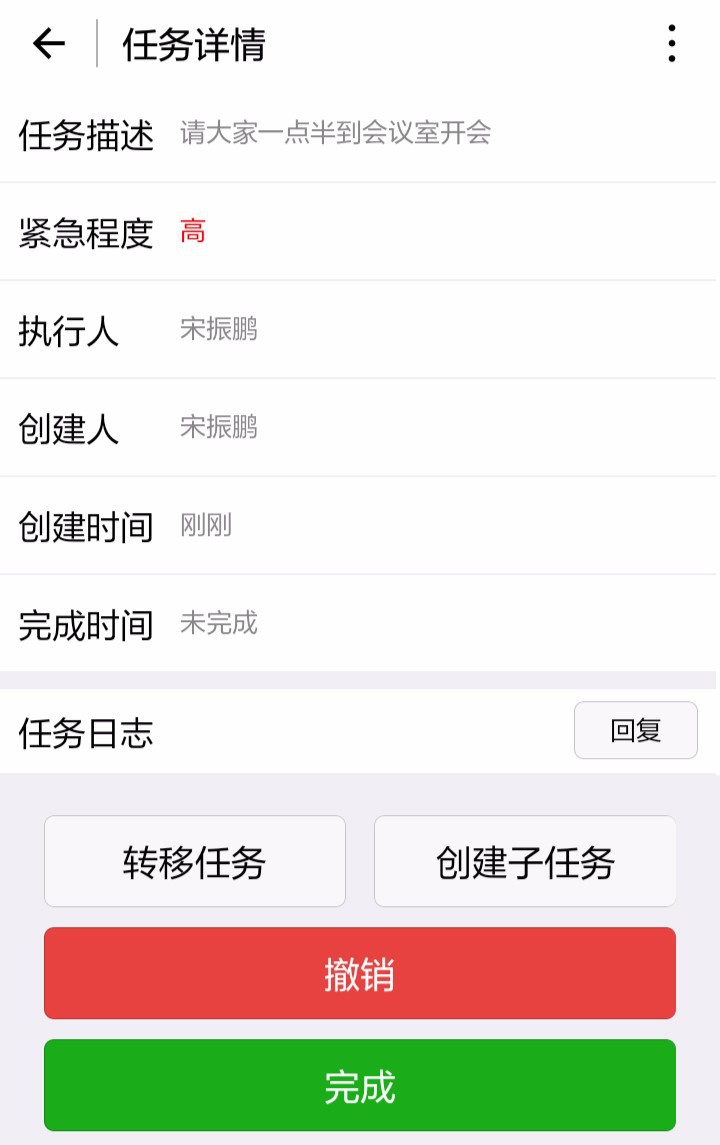 任务详情
任务描述 请大家一点半到会议室开会
紧急程度 高
执行人 宋振鹏
创建人 宋振鹏
创建时间 刚刚
完成时间 未完成
任务日志 回复
转移任务 创建子任务
撤销
完成